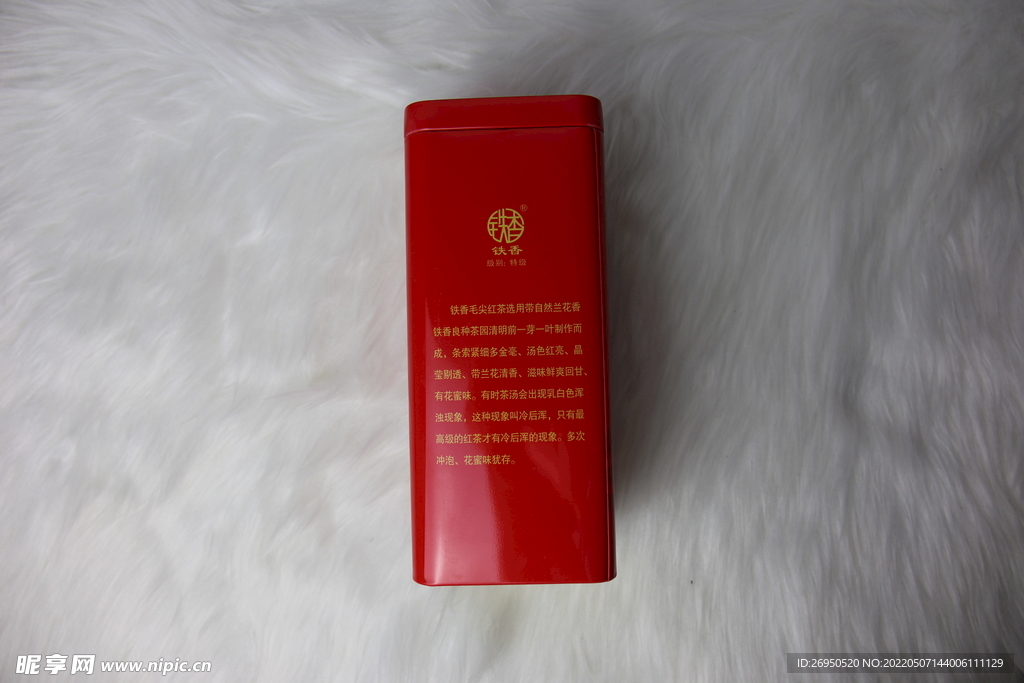 铁香
®
铁香
级别：特级
铁香毛尖红茶选用带自然兰花香
铁香良种茶园清明前一芽一叶制作而
成，条索紧细多金毫、汤色红亮、晶
莹剔透、带兰花清香、滋味鲜爽回甘、
有花蜜味。有时茶汤会出现乳白色浑
浊现象，这种现象叫冷后浑，只有最
高级的红茶才有冷后浑的现象。多次
冲泡、花蜜味犹存。
昵享网 www.nipic.cn
ID:26950520 NO:20220507144006111129